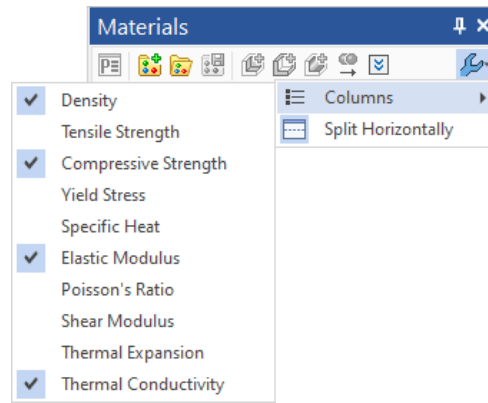 Materials
Columns
Split Horizontally
Density
Tensile Strength
Compressive Strength
Yield Stress
Specific Heat
Elastic Modulus
Poisson's Ratio
Shear Modulus
Thermal Expansion
Thermal Conductivity